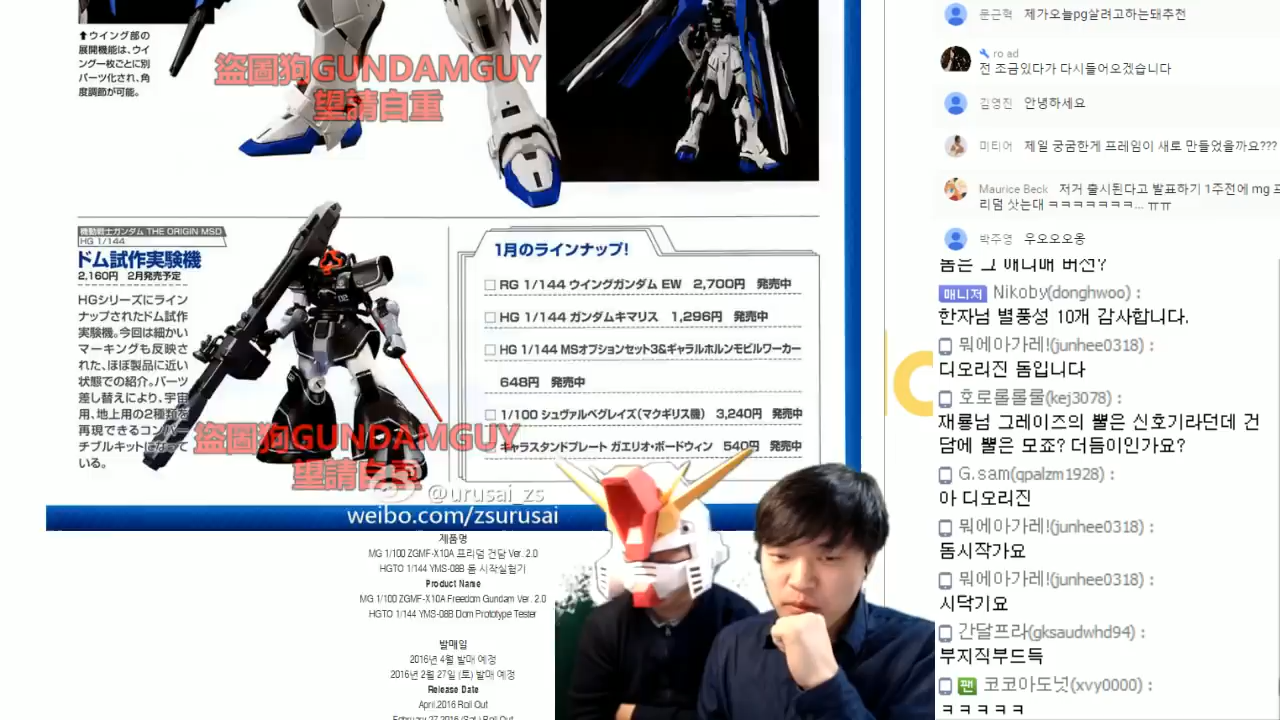 ⬆ウイング部の
展開機能は、ウイ
ング一枚ごとに別
パーツ化され、角
度調節が可能。
盜圖狗GUNDAMGUY
望請自重
機動戦士ガンダム THE ORIGIN MSD
HG 1/144
ドム試作実験機
2,160円 2月発売予定
HGシリーズにライン
ナップされたドム試作
実験機。今回は細かい
マーキングも反映さ
れた、ほぼ製品に近い
状態での紹介。パーツ
差し替えにより、宇宙
用、地上用の2種類を
再現できるコンパー
チブルキットになって
いる。
1月のラインナップ!
□RG 1/144 ウイングガンダム EW 2,700円 発売中
□HG 1/144 ガンダムキマリス 1,296円 発売中
□HG 1/144 MSオプションセット3&ギャラルホルンモビルワーカー
648円 発売中
□1/100 シュヴァルベグレイズ(マクギリス機) 3,240円 発売中
キャラスタンドプレート ガエリオ・ボードウィン 540円 発売中
盜圖狗GUNDAMGUY
望請自重
@urusai_zs
weibo.com/zsurusai
제품명
MG 1/100 ZGMF-X10A 프리덤 건담 Ver. 2.0
HGTO 1/144 YMS-08B 돔 시작실험기
Product Name
MG 1/100 ZGMF-X10A Freedom Gundam Ver. 2.0
HGTO 1/144 YMS-08B Dom Prototype Tester
발매일
2016년 4월 발매 예정
2016년 2월 27일 (토) 발매 예정
Release Date
April,2016 Roll Out
February 27,2016 (Sat.) Roll Out
문근혁 제가오늘pg살려고하는돼추천
ro ad
전 조금있다가 다시들어오겠습니다
김영진 안녕하세요
미티어 제일 궁굼한게 프레임이 새로 만들었을까요???
Maurice Beck 저거 출시된다고 발표하기 1주전에 mg 프
리덤 삿는대 ㅋㅋㅋㅋㅋㅋㅋ... ㅠㅠ
박주영 우오오오옹
돔은 그 애니메 버전?
매니저 Nikoby(donghwoo) :
한자님 별풍성 10개 감사합니다.
뭐에아가레!(junhee0318) :
디오리진 돔입니다
호로롤롤롤(kej3078) :
재룡님 그레이즈의 뿔은 신호기라던데 건
담에 뿔은 모죠? 더듬이인가요?
G.sam(qpalzm1928) :
아 디오리진
뭐에아가레!(junhee0318) :
돔시작가요
뭐에아가레!(junhee0318) :
시닥기요
간달프라(gksaudwhd94) :
부지직부드득
팬 코코아도넛(xvy0000) :
ㅋㅋㅋㅋㅋ